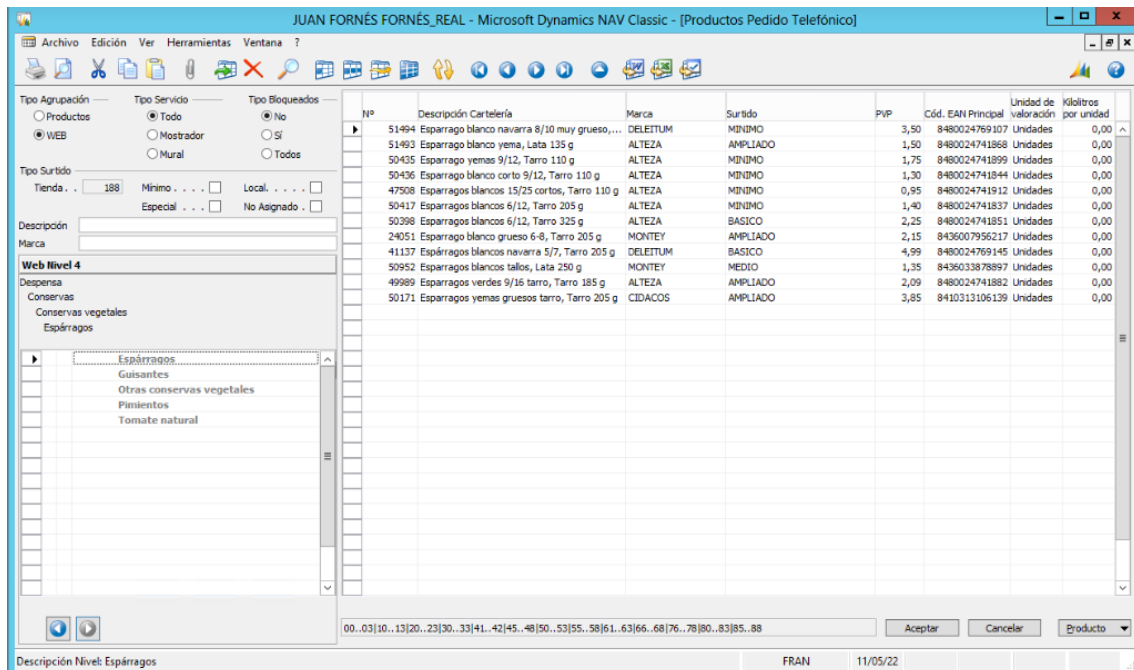 JUAN FORNÉS FORNÉS_REAL - Microsoft Dynamics NAV Classic - [Productos Pedido Telefónico]
Archivo Edición Ver Herramientas Ventana ?
Tipo Agrupación Tipo Servicio Tipo Bloqueados
Productos Todo No
WEB Mostrador Sí
Mural Todos
Tipo Surtido
Tienda . . 188 Mínimo . . . . Local. . . . .
Especial . . . No Asignado .
Descripción
Marca
Web Nivel 4
Despensa
Conservas
Conservas vegetales
Espárragos
Espárragos
Guisantes
Otras conservas vegetales
Pimientos
Tomate natural
Nº Descripción Cartelería Marca Surtido PVP Cód. EAN Principal Unidad de valoración Kilolitros por unidad
51494 Esparrago blanco navarra 8/10 muy grueso,... DELEITUM MINIMO 3,50 8480024769107 Unidades 0,00
51493 Esparrago blanco yema, Lata 135 g ALTEZA AMPLIADO 1,50 8480024741868 Unidades 0,00
50435 Esparrago yemas 9/12, Tarro 110 g ALTEZA MINIMO 1,75 8480024741899 Unidades 0,00
50436 Esparrago blanco corto 9/12, Tarro 110 g ALTEZA MINIMO 1,30 8480024741844 Unidades 0,00
47508 Esparragos blancos 15/25 cortos, Tarro 110 g ALTEZA MINIMO 0,95 8480024741912 Unidades 0,00
50417 Esparragos blancos 6/12, Tarro 205 g ALTEZA MINIMO 1,40 8480024741837 Unidades 0,00
50398 Esparragos blancos 6/12, Tarro 325 g ALTEZA BASICO 2,25 8480024741851 Unidades 0,00
24051 Esparrago blanco grueso 6-8, Tarro 205 g MONTEY AMPLIADO 2,15 8436007956217 Unidades 0,00
41137 Espárragos blancos navarra 5/7, Tarro 205 g DELEITUM BASICO 4,99 8480024769145 Unidades 0,00
50952 Esparragos blancos tallos, Lata 250 g MONTEY MEDIO 1,35 8436033878897 Unidades 0,00
49989 Esparragos verdes 9/16 tarro, Tarro 185 g ALTEZA AMPLIADO 2,09 8480024741882 Unidades 0,00
50171 Esparragos yemas gruesos tarro, Tarro 205 g CIDACOS AMPLIADO 3,85 8410313106139 Unidades 0,00
00..03|10..13|20..23|30..33|41..42|45..48|50..53|55..58|61..63|66..68|76..78|80..83|85..88 Aceptar Cancelar Producto
Descripción Nivel: Espárragos FRAN 11/05/22